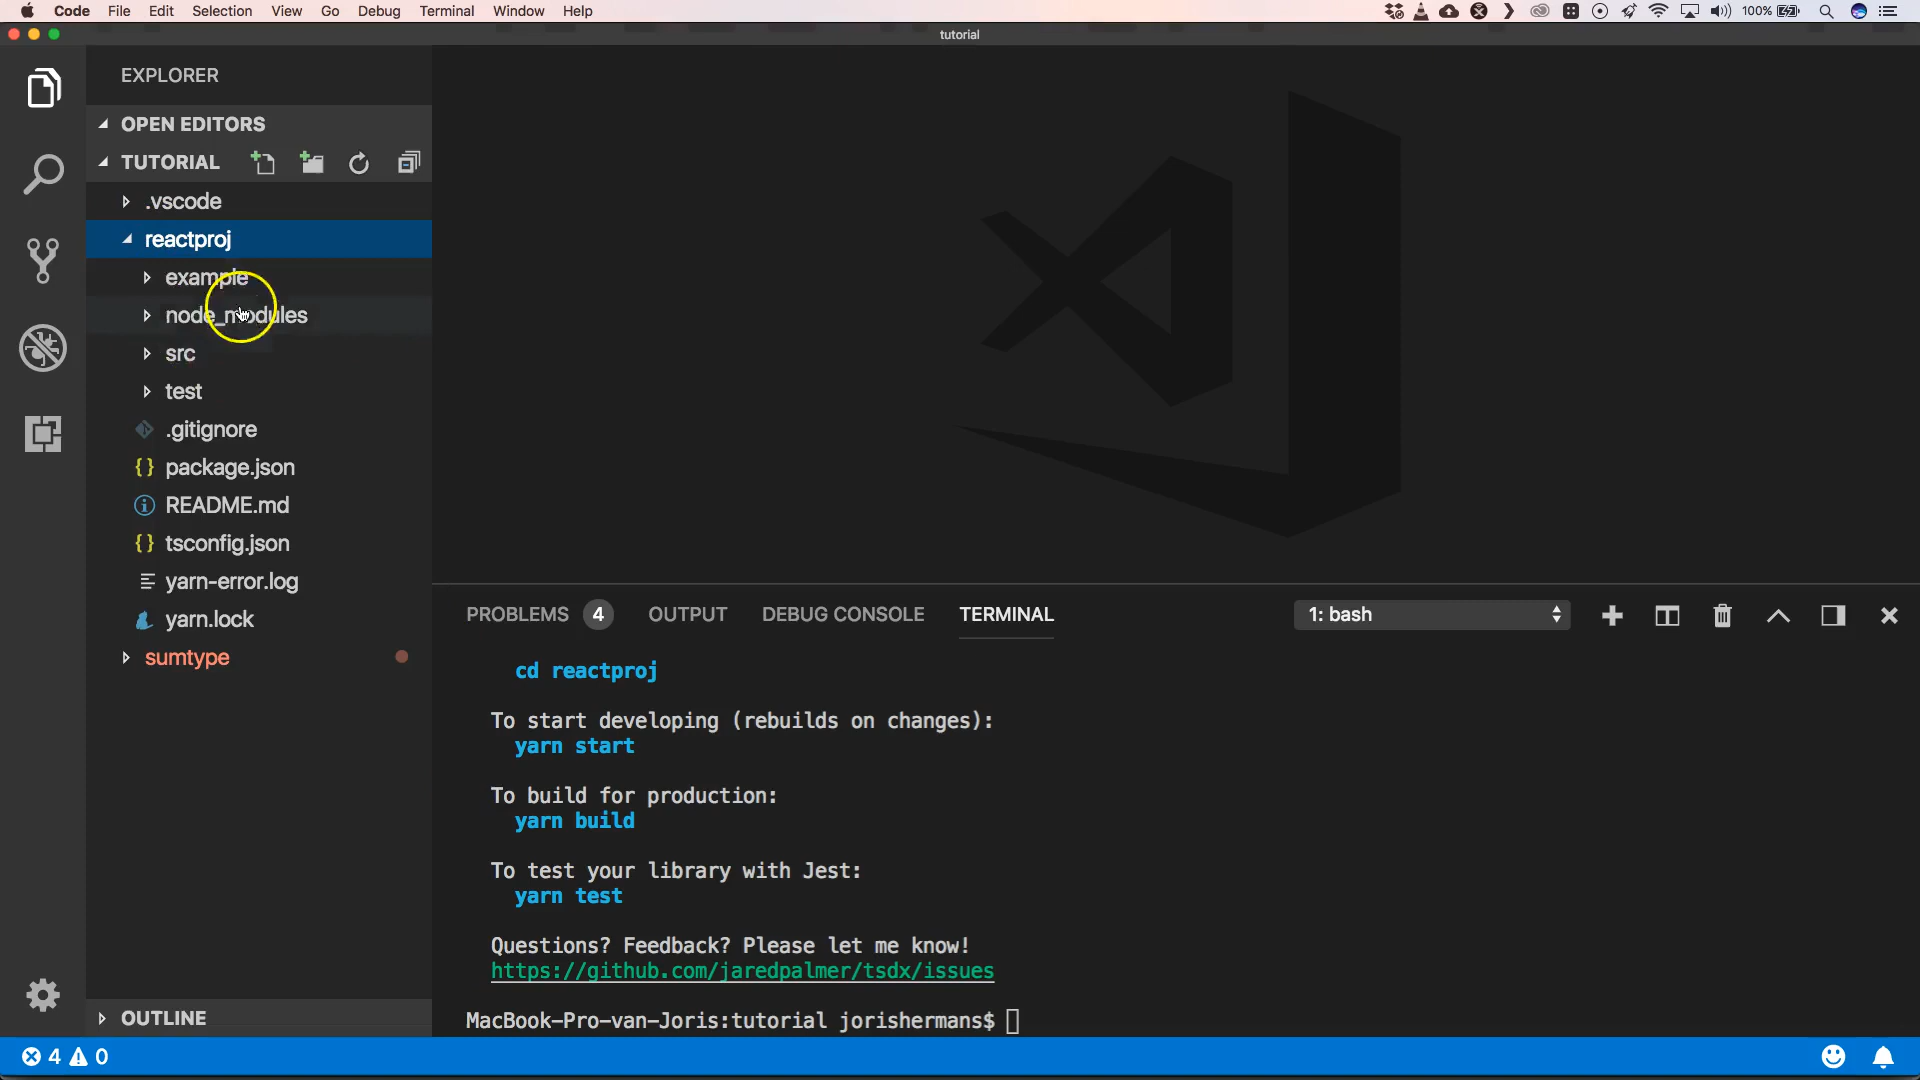 Code File Edit Selection View Go Debug Terminal Window Help
100%
tutorial
EXPLORER
OPEN EDITORS
TUTORIAL
.vscode
reactproj
example
node_modules
src
test
.gitignore
package.json
README.md
tsconfig.json
yarn-error.log
yarn.lock
sumtype
OUTLINE
PROBLEMS 4 OUTPUT DEBUG CONSOLE TERMINAL 1: bash
cd reactproj
To start developing (rebuilds on changes):
yarn start
To build for production:
yarn build
To test your library with Jest:
yarn test
Questions? Feedback? Please let me know!
https://github.com/jaredpalmer/tsdx/issues
MacBook-Pro-van-Joris:tutorial jorishermans$
4 0